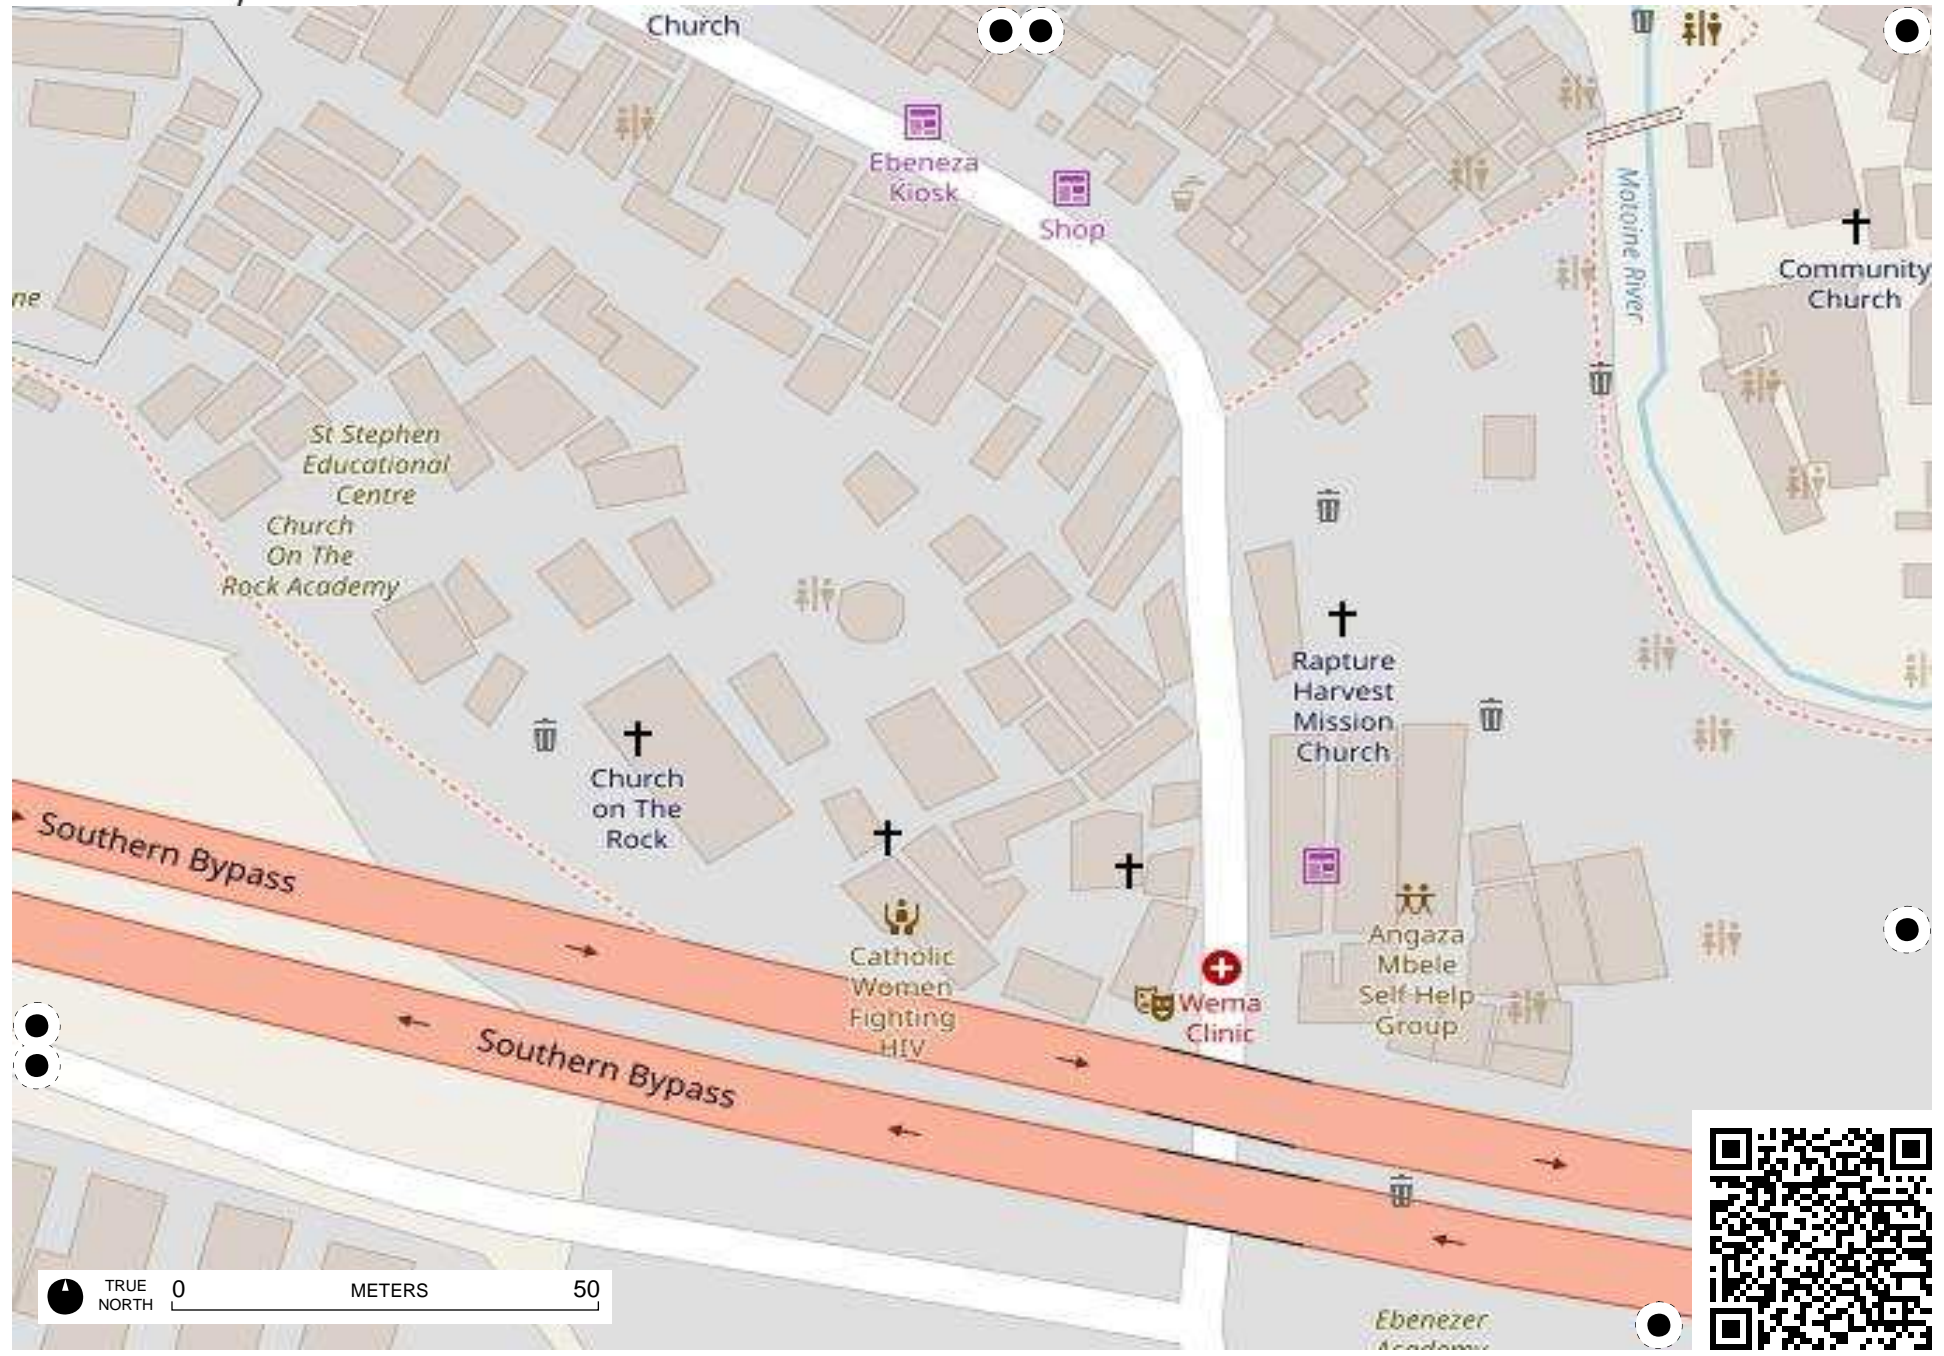 Church
Ebeneza
Kiosk
Shop
Motoine River
Community
Church
ne
St Stephen
Educational
Centre
Church
On The
Rock Academy
Rapture
Harvest
Mission
Church
Church
on The
Rock
Southern Bypass
Angaza
Mbele
Self Help
Group
Catholic
Women
Fighting
HIV
Wema
Clinic
Southern Bypass
TRUE
NORTH
0
METERS
50
Ebenezer
Academy